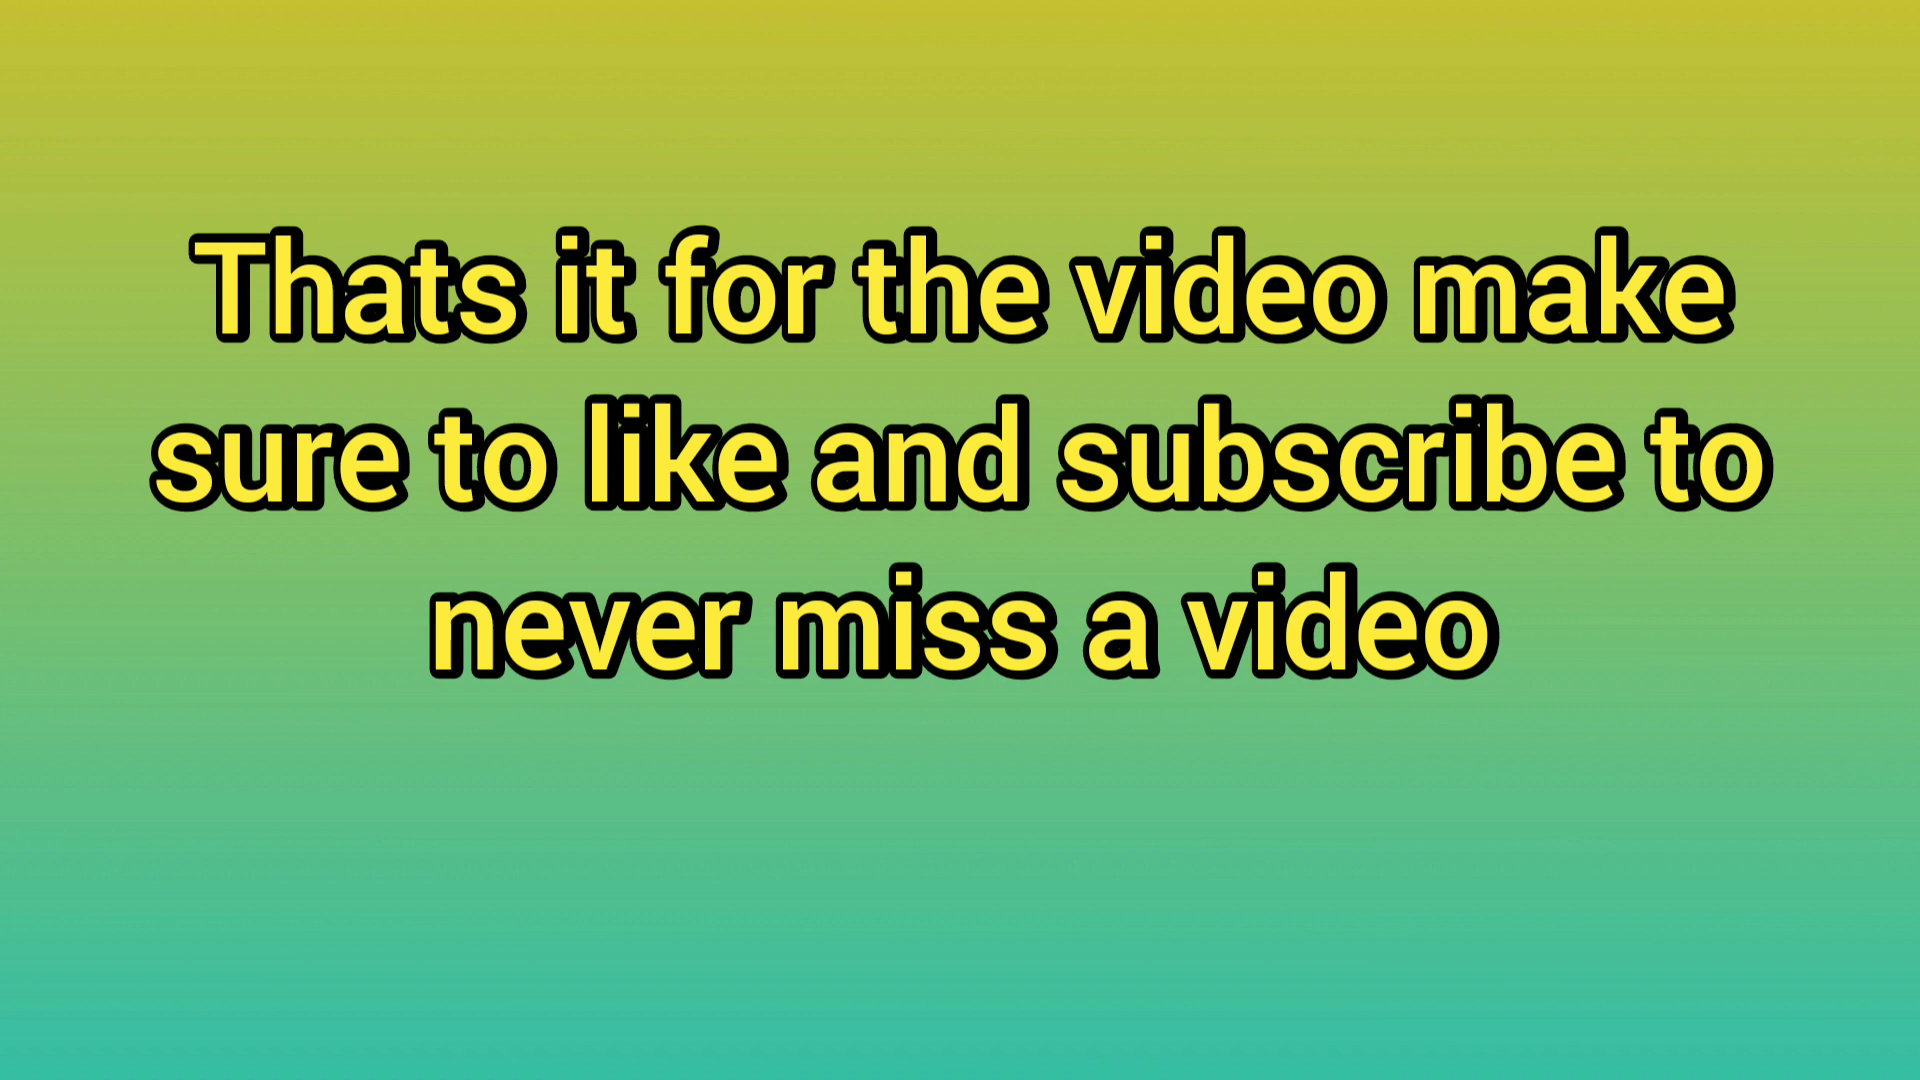 Thats it for the video make
sure to like and subscribe to
never miss a video